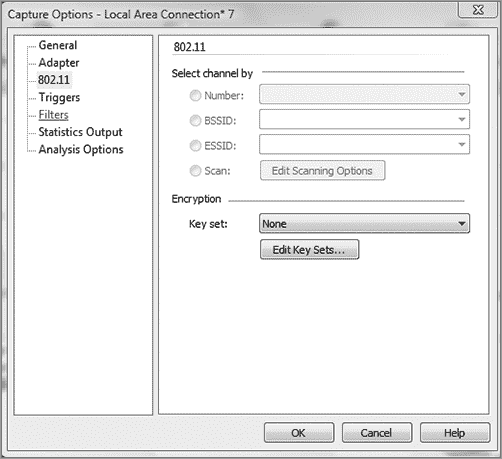 Capture Options - Local Area Connection* 7
General
Adapter
802.11
Triggers
Filters
Statistics Output
Analysis Options
802.11
Select channel by
Number:
BSSID:
ESSID:
Scan:
Edit Scanning Options
Encryption
Key set:
None
Edit Key Sets...
OK
Cancel
Help